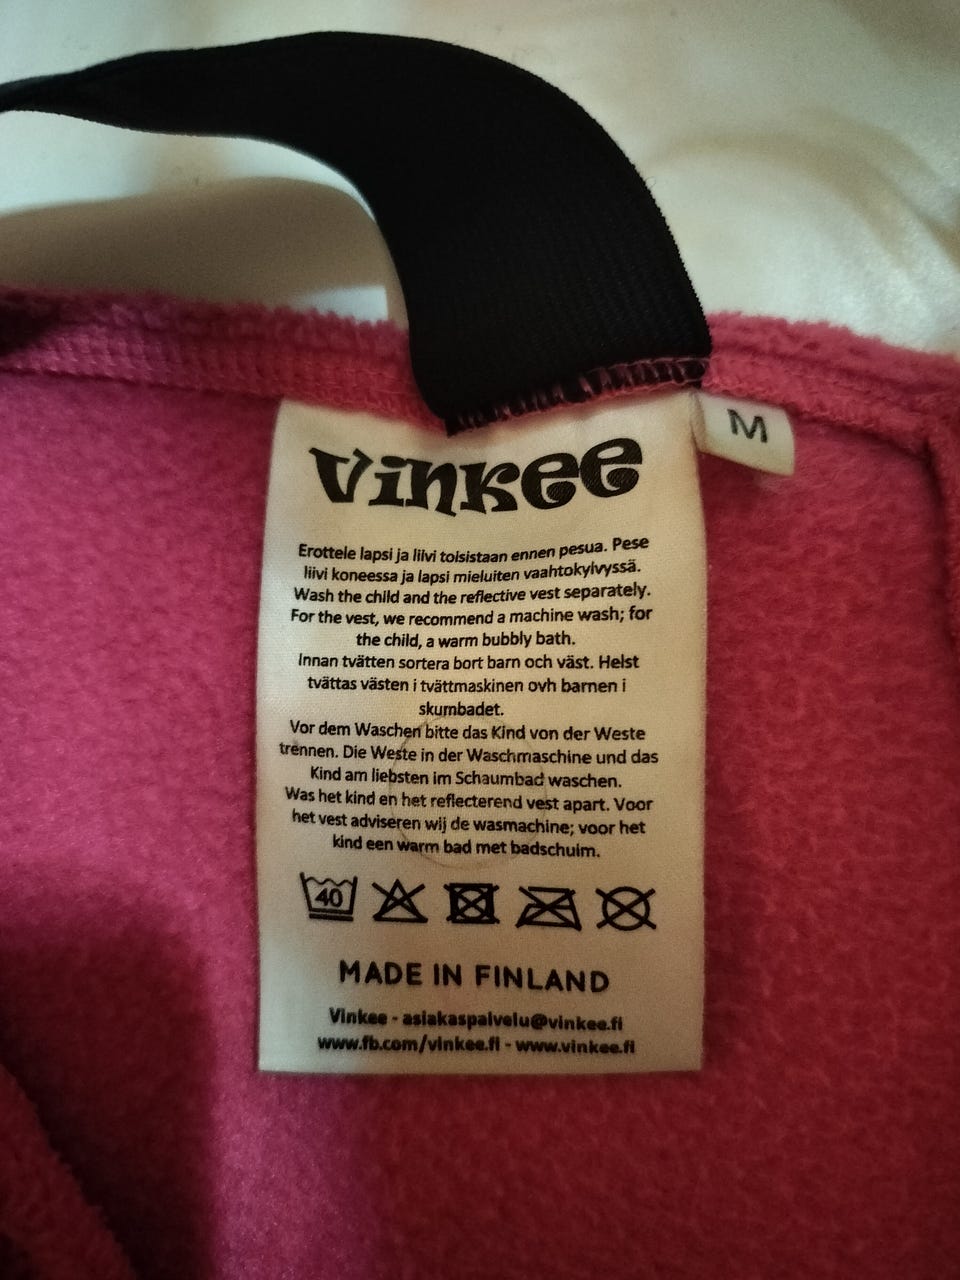 M
Vinkee
Erottele lapsi ja liivi toisistaan ennen pesua. Pese
liivi koneessa ja lapsi mieluiten vaahtokylvyssä.
Wash the child and the reflective vest separately.
For the vest, we recommend a machine wash; for
the child, a warm bubbly bath.
Innan tvätten sortera bort barn och väst. Helst
tvättas västen i tvättmaskinen ovh barnen i
skumbadet.
Vor dem Waschen bitte das Kind von der Weste
trennen. Die Weste in der Waschmaschine und das
Kind am liebsten im Schaumbad waschen.
Was het kind en het reflecterend vest apart. Voor
het vest adviseren wij de wasmachine; voor het
kind een warm bad met badschuim.
40
MADE IN FINLAND
Vinkee - asiakaspalvelu@vinkee.fi
www.fb.com/vinkee.fi - www.vinkee.fi